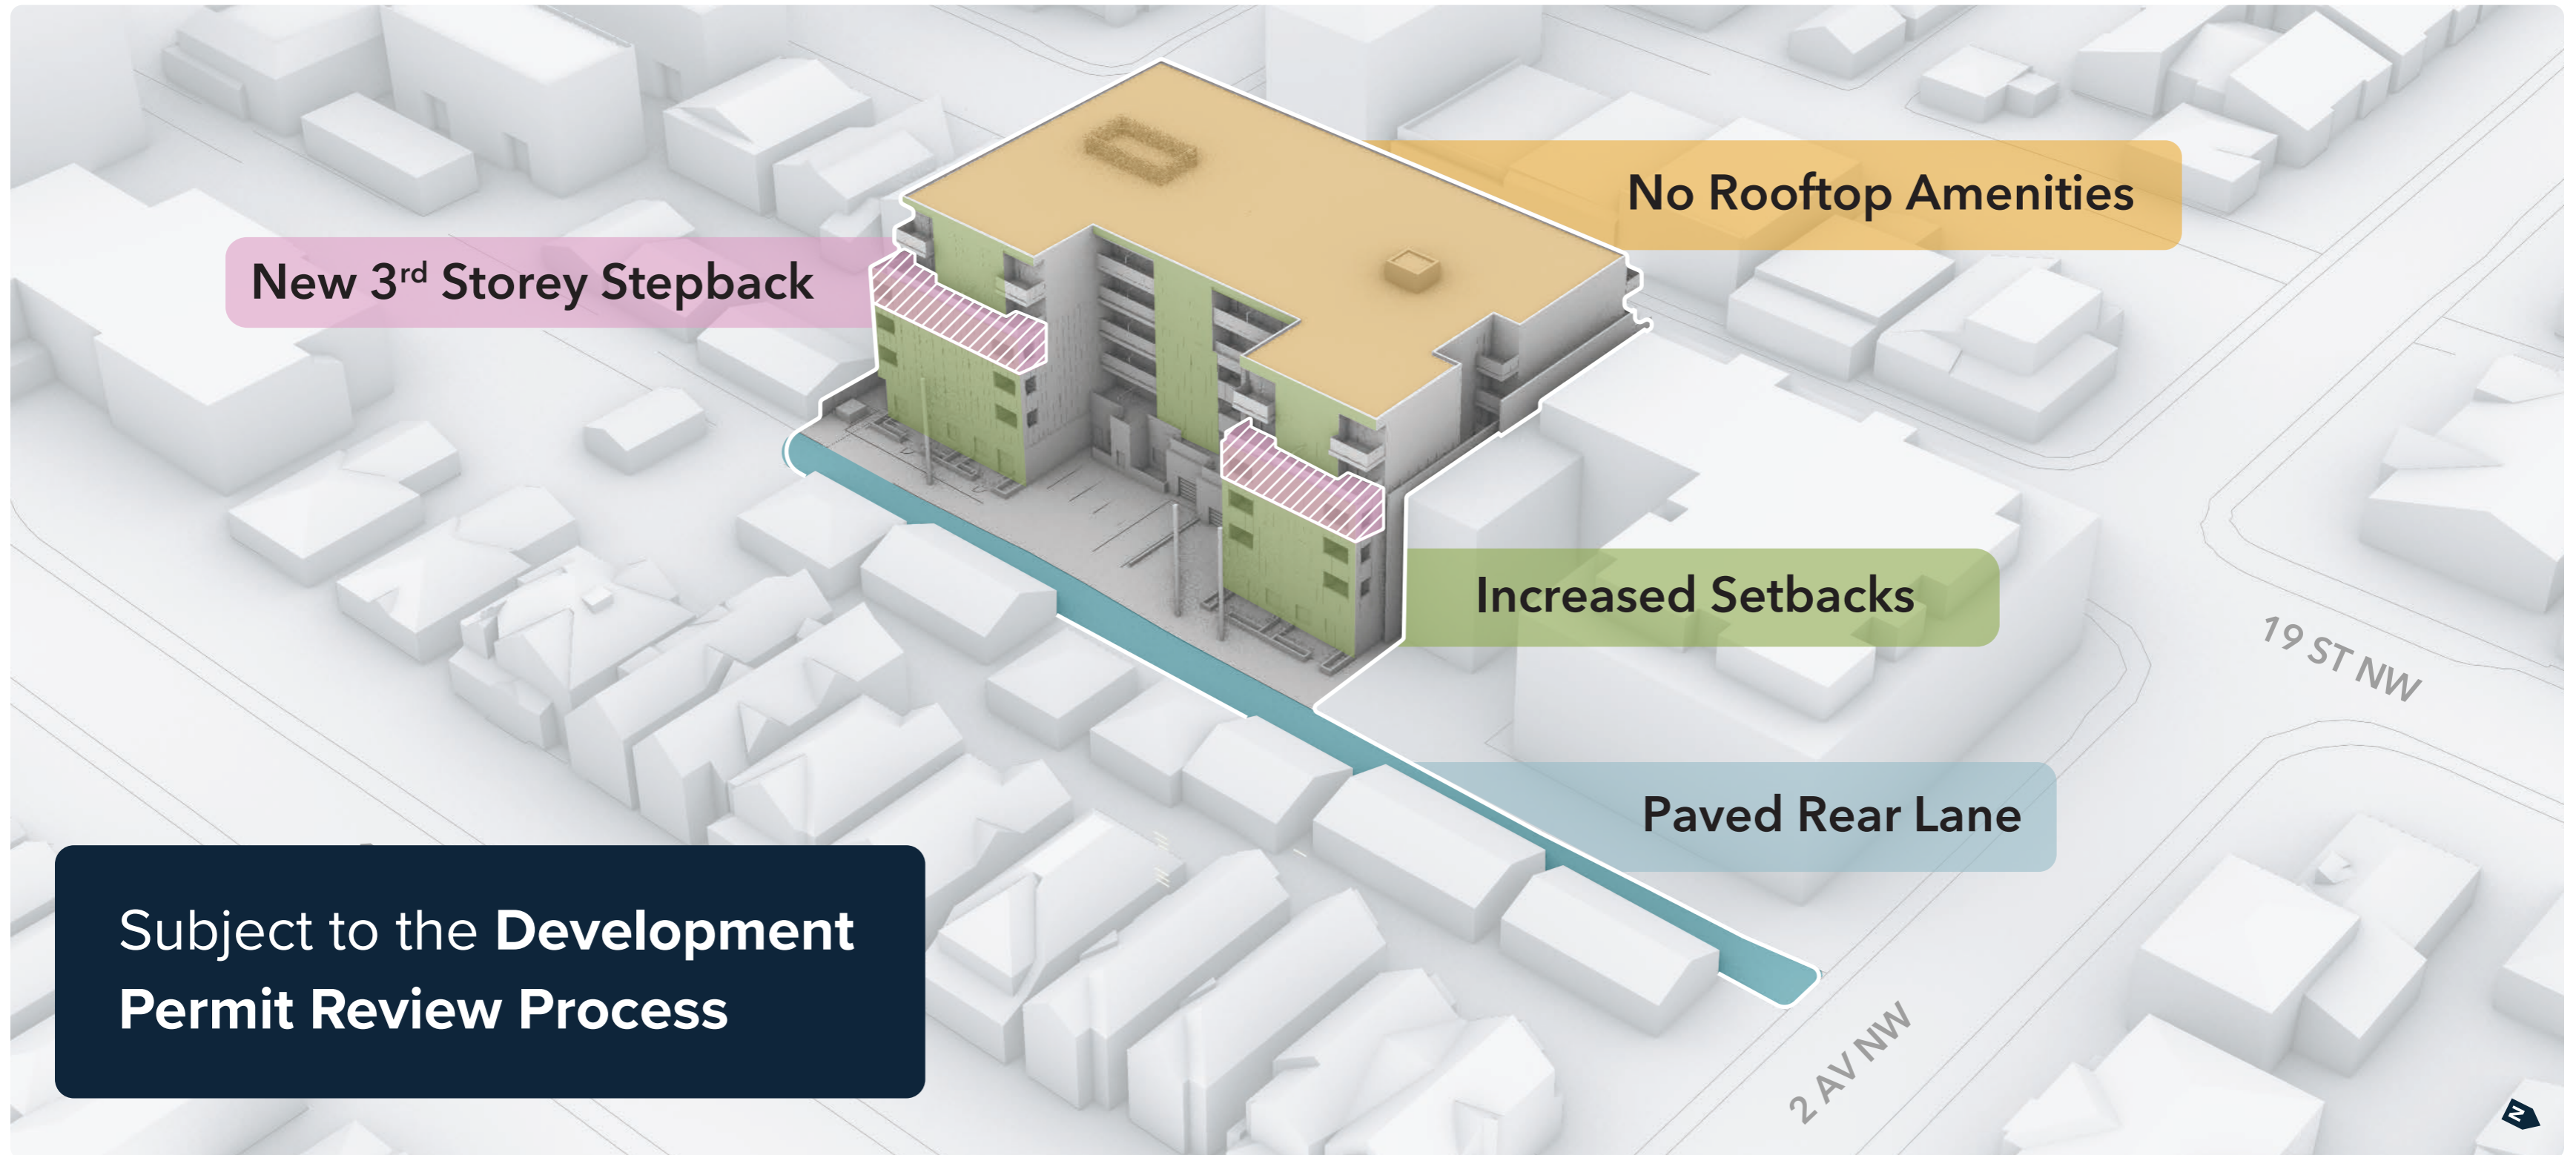 No Rooftop Amenities
New 3rd Storey Stepback
Increased Setbacks
19 ST NW
Paved Rear Lane
Subject to the Development
Permit Review Process
2 AV NW
N